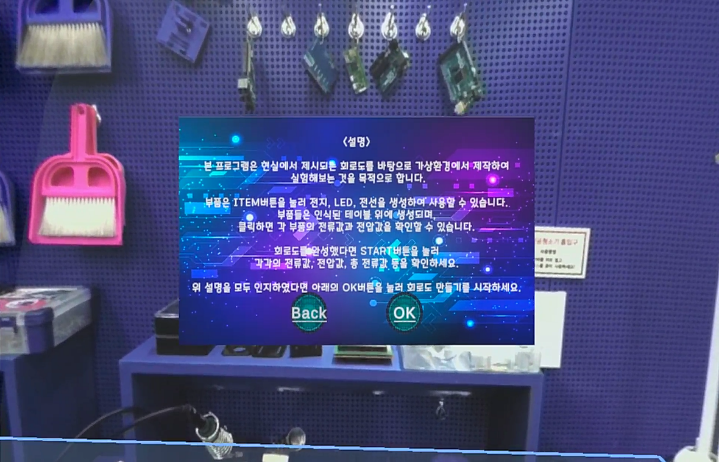 <설명>
본 프로그램은 현실에서 제시되는 회로도를 바탕으로 가상환경에서 제작하여
실험해보는 것을 목적으로 합니다.
부품은 ITEM버튼을 눌러 전지, LED, 전선을 생성하여 사용할 수 있습니다.
부품들은 인식된 테이블 위에 생성되며,
클릭하면 각 부품의 전류값과 전압값을 확인할 수 있습니다.
회로도를 완성했다면 START버튼을 눌러
각각의 전류값, 전압값, 총 전류값 등을 확인하세요.
위 설명을 모두 인지하였다면 아래의 OK버튼을 눌러 회로도 만들기를 시작하세요.
Back
OK